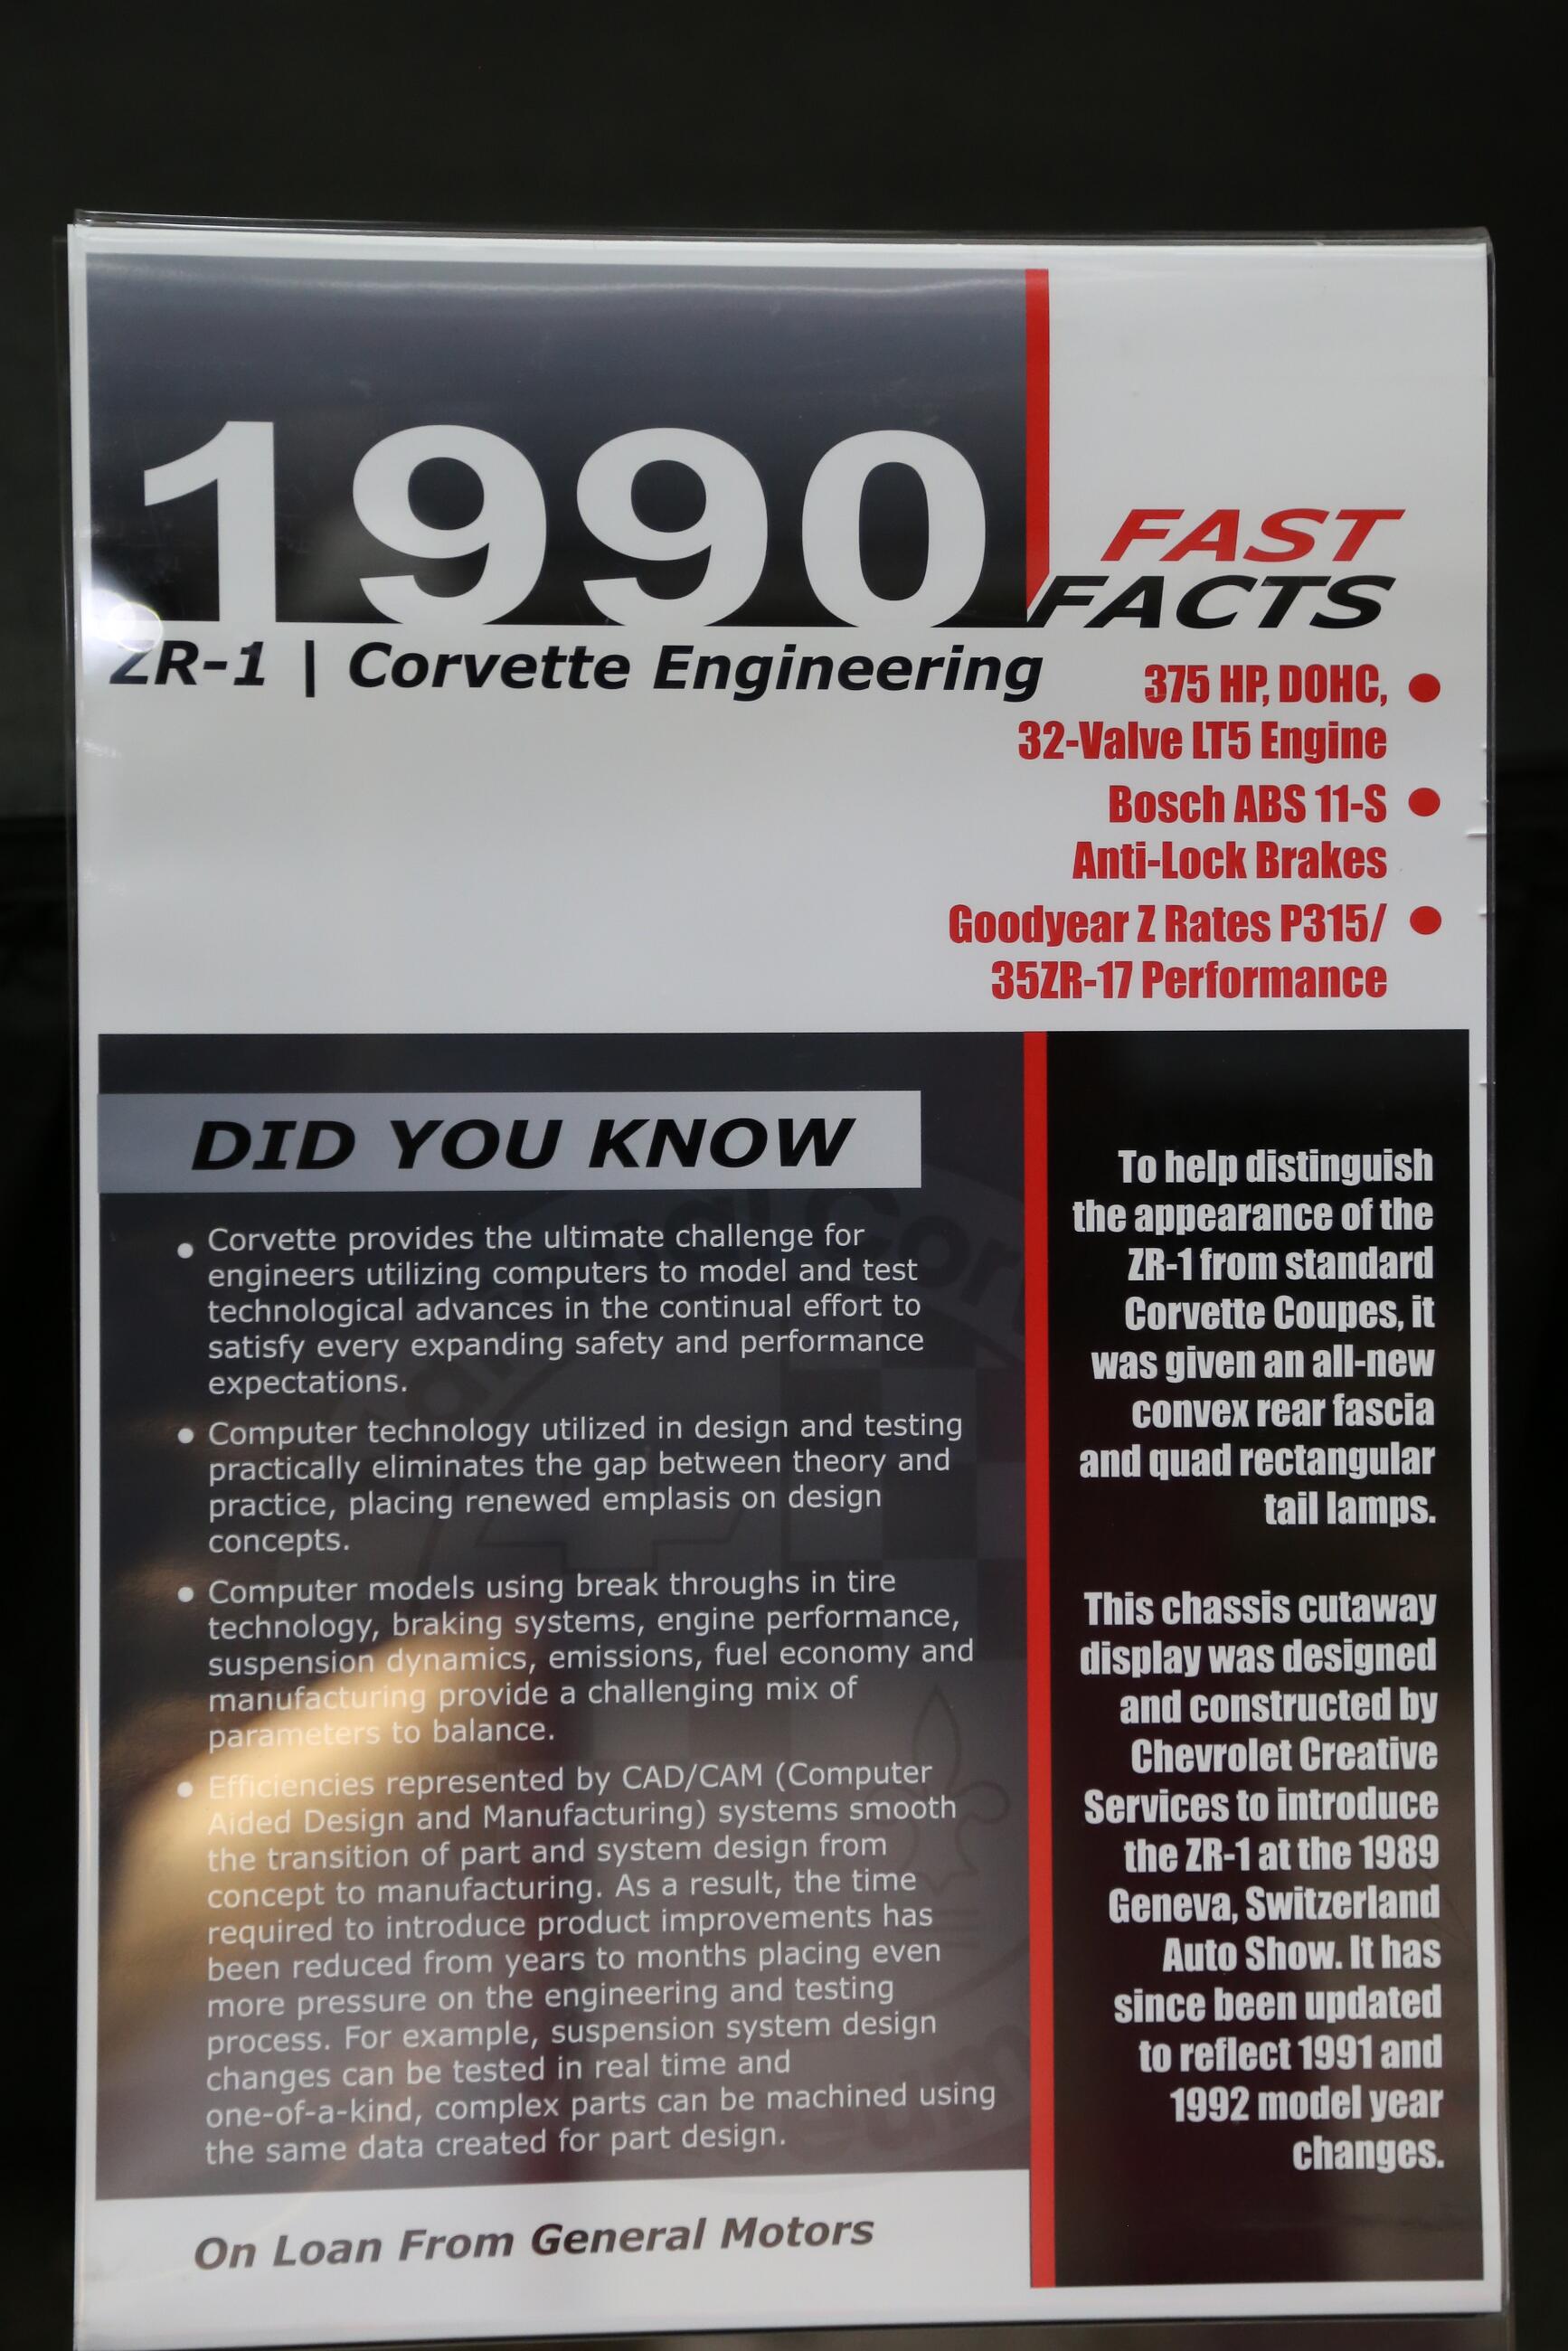 1990
ZR-1 | Corvette Engineering
FAST
FACTS
375 HP, DOHC,
32-Valve LT5 Engine
Bosch ABS 11-S
Anti-Lock Brakes
Goodyear Z Rates P315/
35ZR-17 Performance
DID YOU KNOW
Corvette provides the ultimate challenge for
engineers utilizing computers to model and test
technological advances in the continual effort to
satisfy every expanding safety and performance
expectations.
Computer technology utilized in design and testing
practically eliminates the gap between theory and
practice, placing renewed emplasis on design
concepts.
Computer models using break throughs in tire
technology, braking systems, engine performance,
suspension dynamics, emissions, fuel economy and
manufacturing provide a challenging mix of
parameters to balance.
Efficiencies represented by CAD/CAM (Computer
Aided Design and Manufacturing) systems smooth
the transition of part and system design from
concept to manufacturing. As a result, the time
required to introduce product improvements has
been reduced from years to months placing even
more pressure on the engineering and testing
process. For example, suspension system design
changes can be tested in real time and
one-of-a-kind, complex parts can be machined using
the same data created for part design.
To help distinguish
the appearance of the
ZR-1 from standard
Corvette Coupes, it
was given an all-new
convex rear fascia
and quad rectangular
tail lamps.
This chassis cutaway
display was designed
and constructed by
Chevrolet Creative
Services to introduce
the ZR-1 at the 1989
Geneva, Switzerland
Auto Show. It has
since been updated
to reflect 1991 and
1992 model year
changes.
On Loan From General Motors